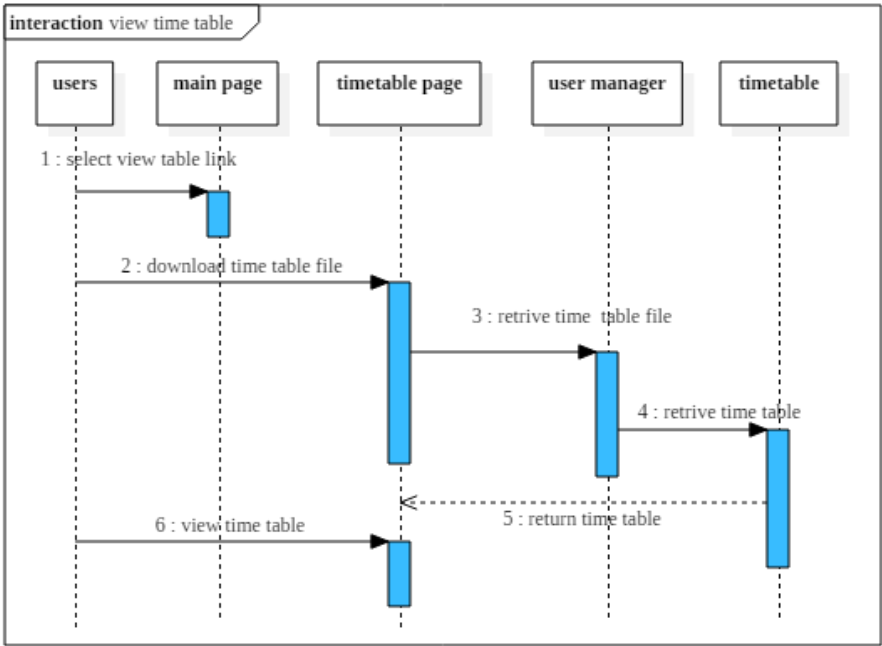 interaction view time table
users
main page
timetable page
user manager
timetable
1 : select view table link
2 : download time table file
3 : retrive time  table file
4 : retrive time table
5 : return time table
6 : view time table